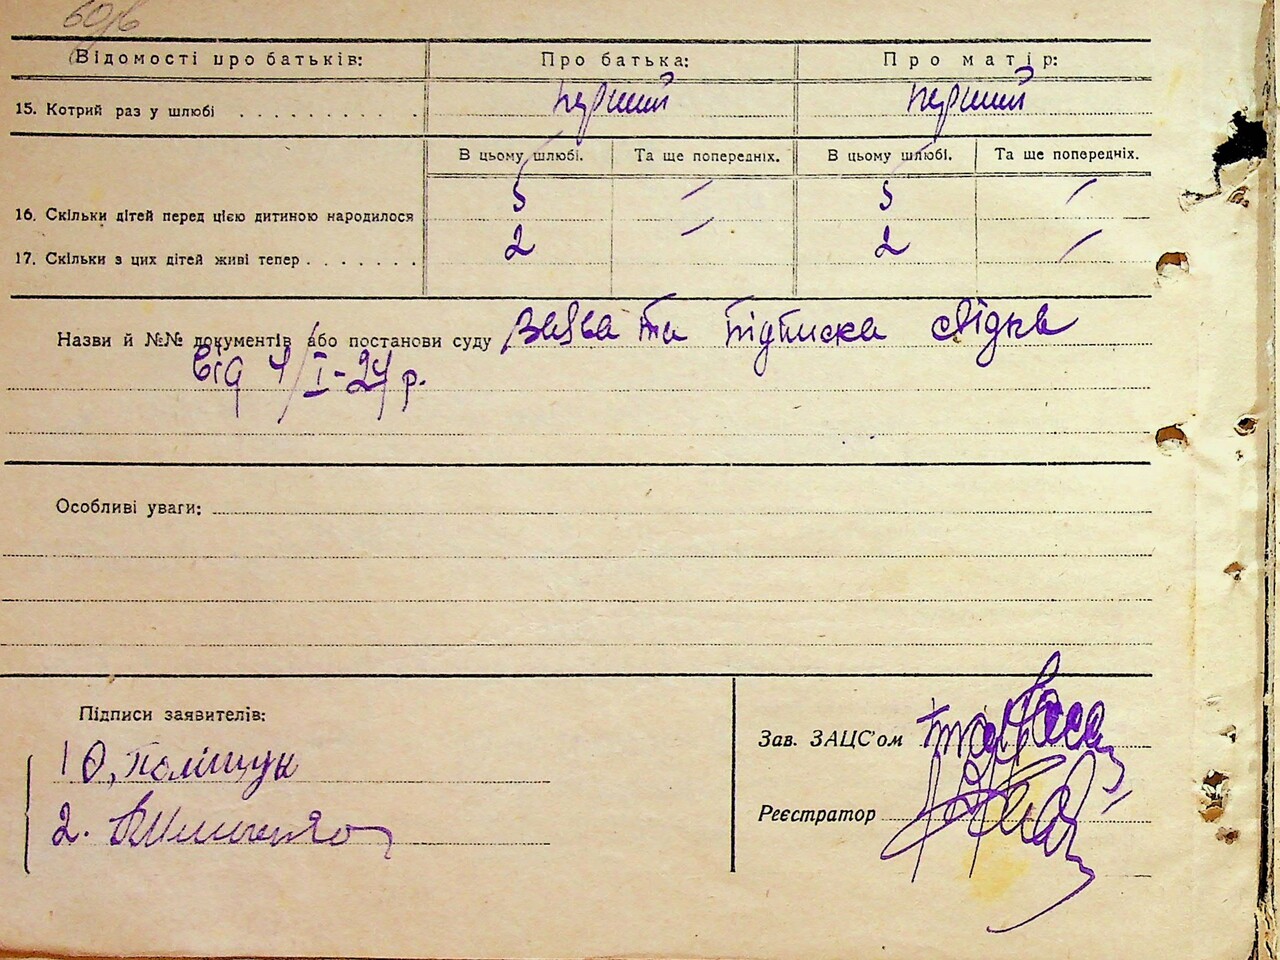 60/6
Відомості про батьків: Про батька: Про матір:
15. Котрий раз у шлюбі . . . . . . . . . . перший перший
В цьому шлюбі. Та ще попередніх. В цьому шлюбі. Та ще попередніх.
16. Скільки дітей перед цією дитиною народилося 5 – 5 –
17. Скільки з цих дітей живі тепер . . . . . . . 2 – 2 –
Назви й №№ документів або постанови суду Заява та підписка свідків
від 4/I-24 р.
Особливі уваги:
Підписи заявителів:
1 О, Поліщук
2.
Зав. ЗАЦС'ом
Реєстратор